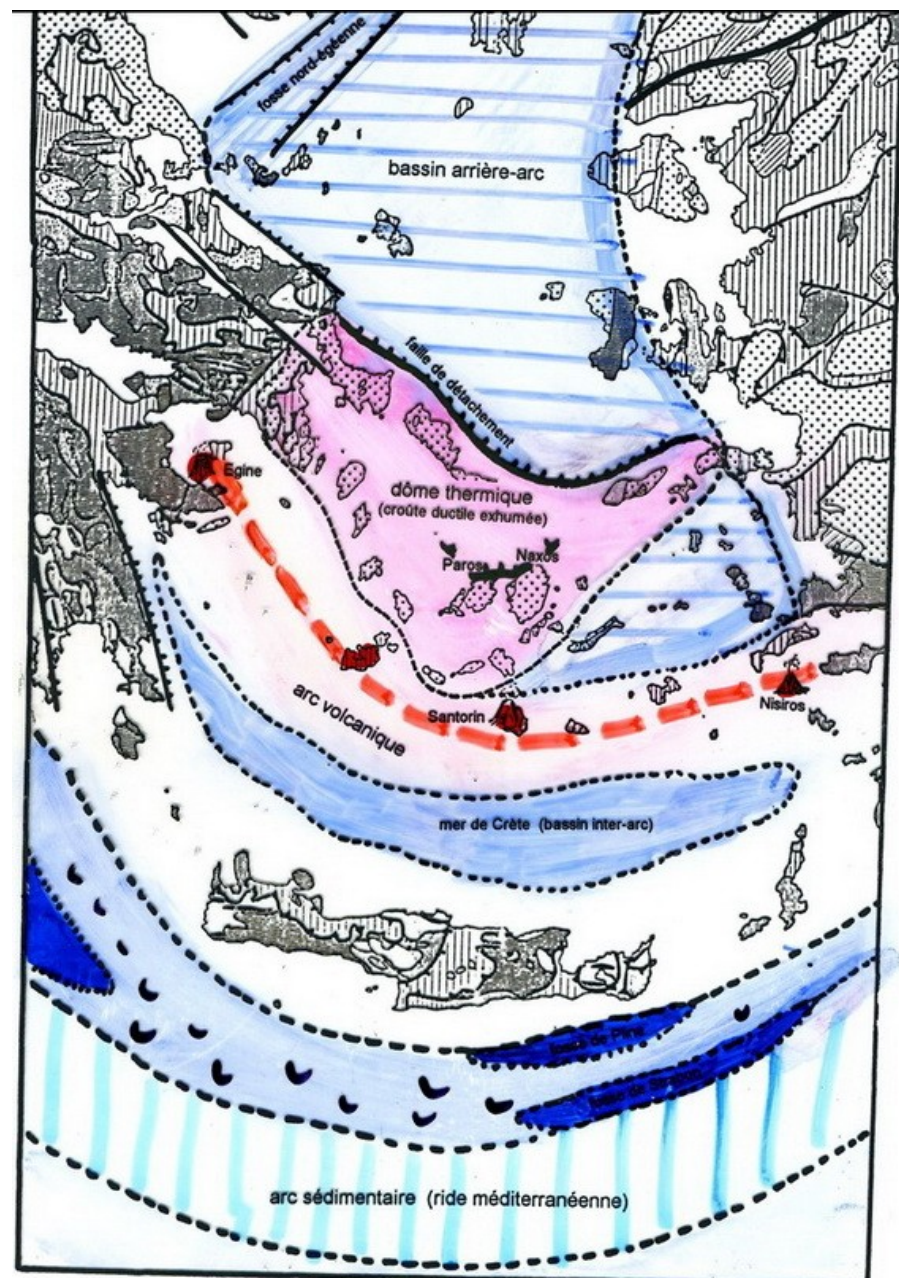 fosse nord-égéenne
bassin arrière-arc
faille de détachement
Egine
dôme thermique
(croûte ductile exhumée)
Paros
Naxos
arc volcanique
Santorin
Nisiros
mer de Crète (bassin inter-arc)
fosse de Pline
fosse de Strabon
arc sédimentaire (ride méditerranéenne)